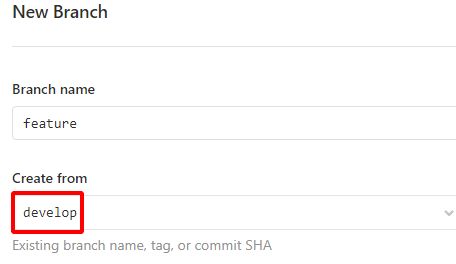 New Branch
Branch name
feature
Create from
develop
Existing branch name, tag, or commit SHA